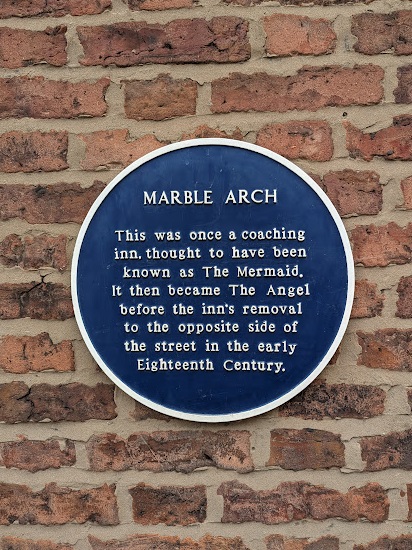 MARBLE ARCH
This was once a coaching
inn, thought to have been
known as The Mermaid.
It then became The Angel
before the inn's removal
to the opposite side of
the street in the early
Eighteenth Century.